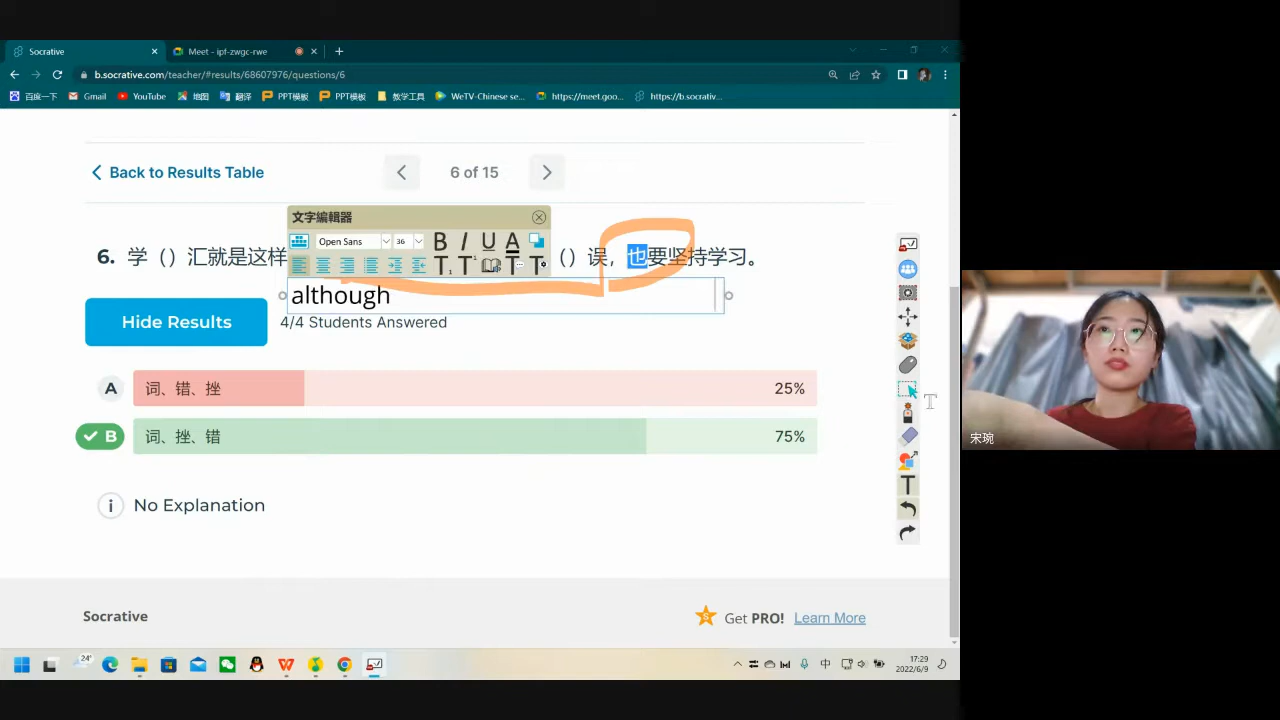 Socrative
Meet - ipf-zwgc-rwe
b.socrative.com/teacher/#results/68607976/questions/6
百度一下
Gmail
YouTube
地图
翻译
PPT模板
PPT模板
教学工具
WeTV-Chinese se...
https://meet.goo...
https://b.socrativ...
Back to Results Table
6 of 15
文字編輯器
Open Sans
36
B I U A
6. 学（）汇就是这样
（）误，也要坚持学习。
although
Hide Results
4/4 Students Answered
A
词、错、挫
25%
B
词、挫、错
75%
i
No Explanation
宋琬
T
Socrative
Get PRO! Learn More
24°
中
17:29
2022/6/9